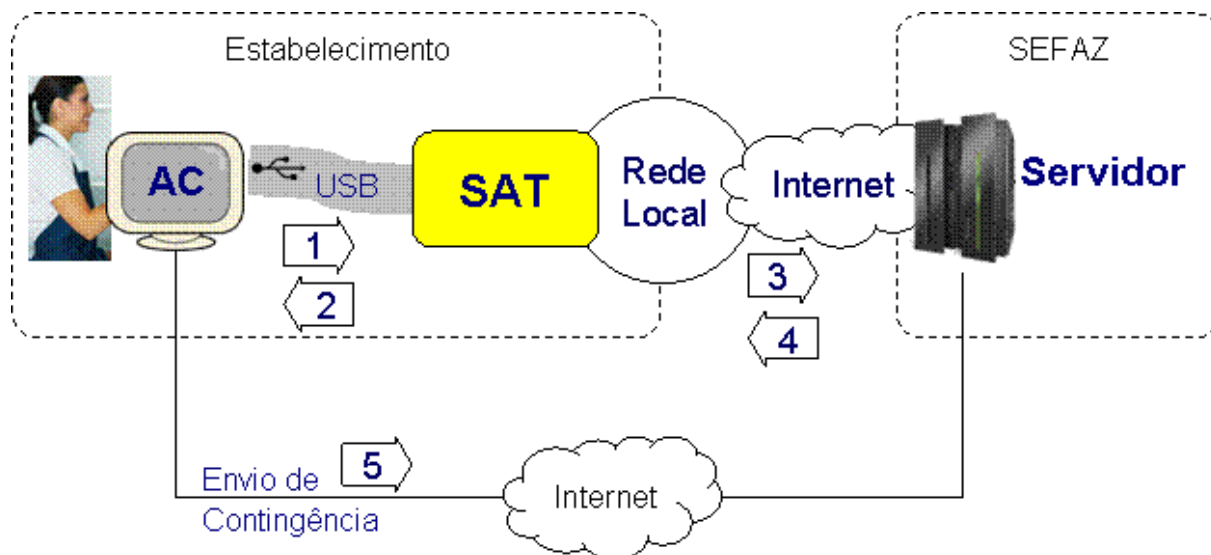 Estabelecimento
SEFAZ
AC
USB
SAT
Rede
Local
Internet
Servidor
1
2
3
4
5
Envio de
Contingência
Internet